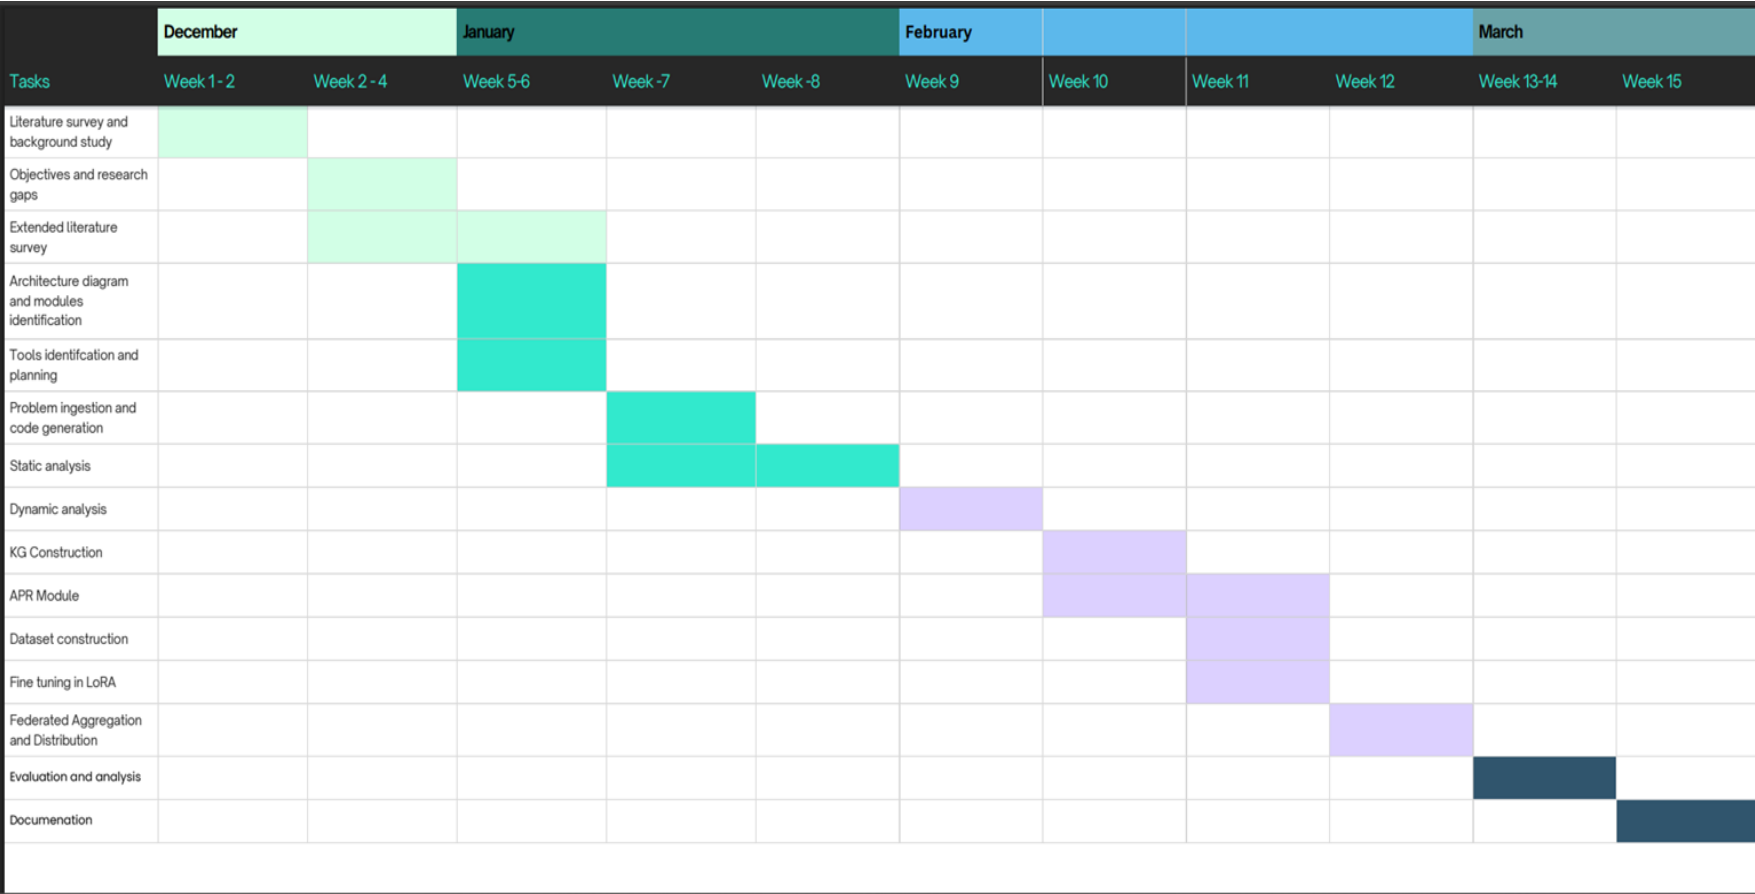 December January February March
Tasks Week 1 - 2 Week 2 - 4 Week 5-6 Week -7 Week -8 Week 9 Week 10 Week 11 Week 12 Week 13-14 Week 15
Literature survey and
background study
Objectives and research
gaps
Extended literature
survey
Architecture diagram
and modules
identification
Tools identifcation and
planning
Problem ingestion and
code generation
Static analysis
Dynamic analysis
KG Construction
APR Module
Dataset construction
Fine tuning in LoRA
Federated Aggregation
and Distribution
Evaluation and analysis
Documenation